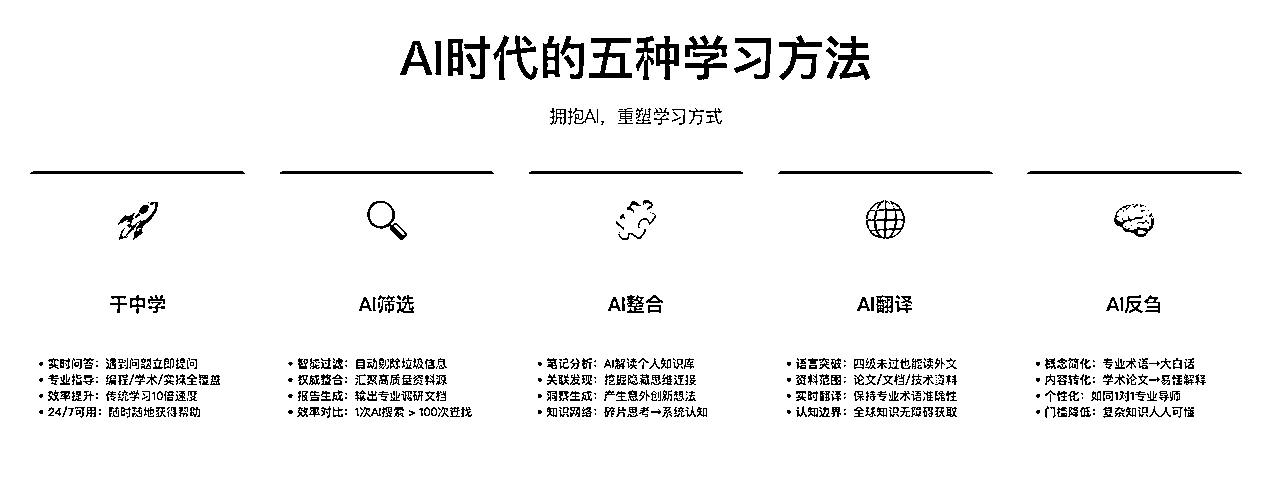 AI时代的五种学习方法
拥抱AI，重塑学习方式
干中学
• 实时问答：遇到问题立即提问
• 专业指导：编程/学术/实操全覆盖
• 效率提升：传统学习10倍速度
• 24/7可用：随时随地获得帮助
AI筛选
• 智能过滤：自动剔除垃圾信息
• 权威整合：汇聚高质量资料源
• 报告生成：输出专业调研文档
• 效率对比：1次AI搜索 > 100次查找
AI整合
• 笔记分析：AI解读个人知识库
• 关联发现：挖掘隐藏思维连接
• 洞察生成：产生意外创新想法
• 知识网络：碎片思考→系统认知
AI翻译
• 语言突破：四级未过也能读外文
• 资料范围：论文/文档/技术资料
• 实时翻译：保持专业术语准确性
• 认知边界：全球知识无障碍获取
AI反刍
• 概念简化：专业术语→大白话
• 内容转化：学术论文→易懂解释
• 个性化：如同1对1专业导师
• 门槛降低：复杂知识人人可懂